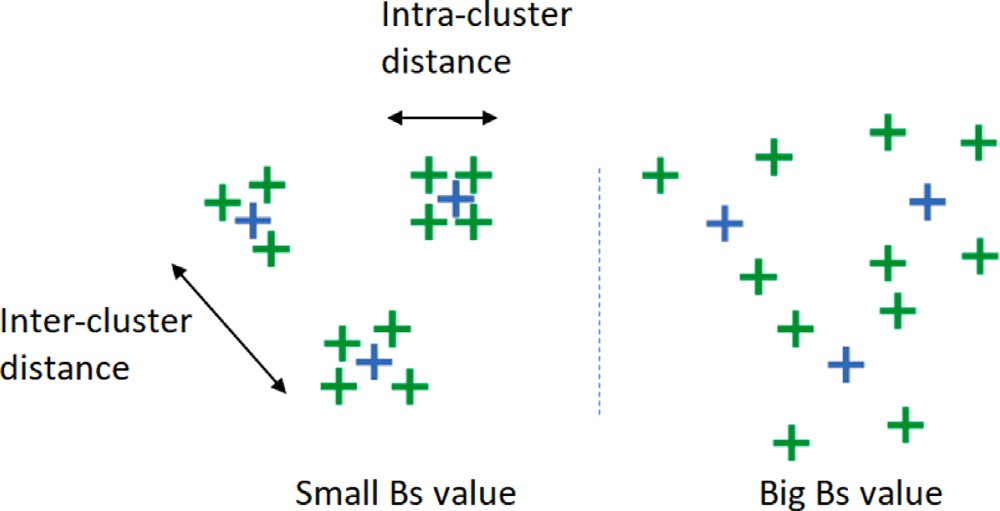 Intra-cluster
distance
Inter-cluster
distance
Small Bs value
Big Bs value